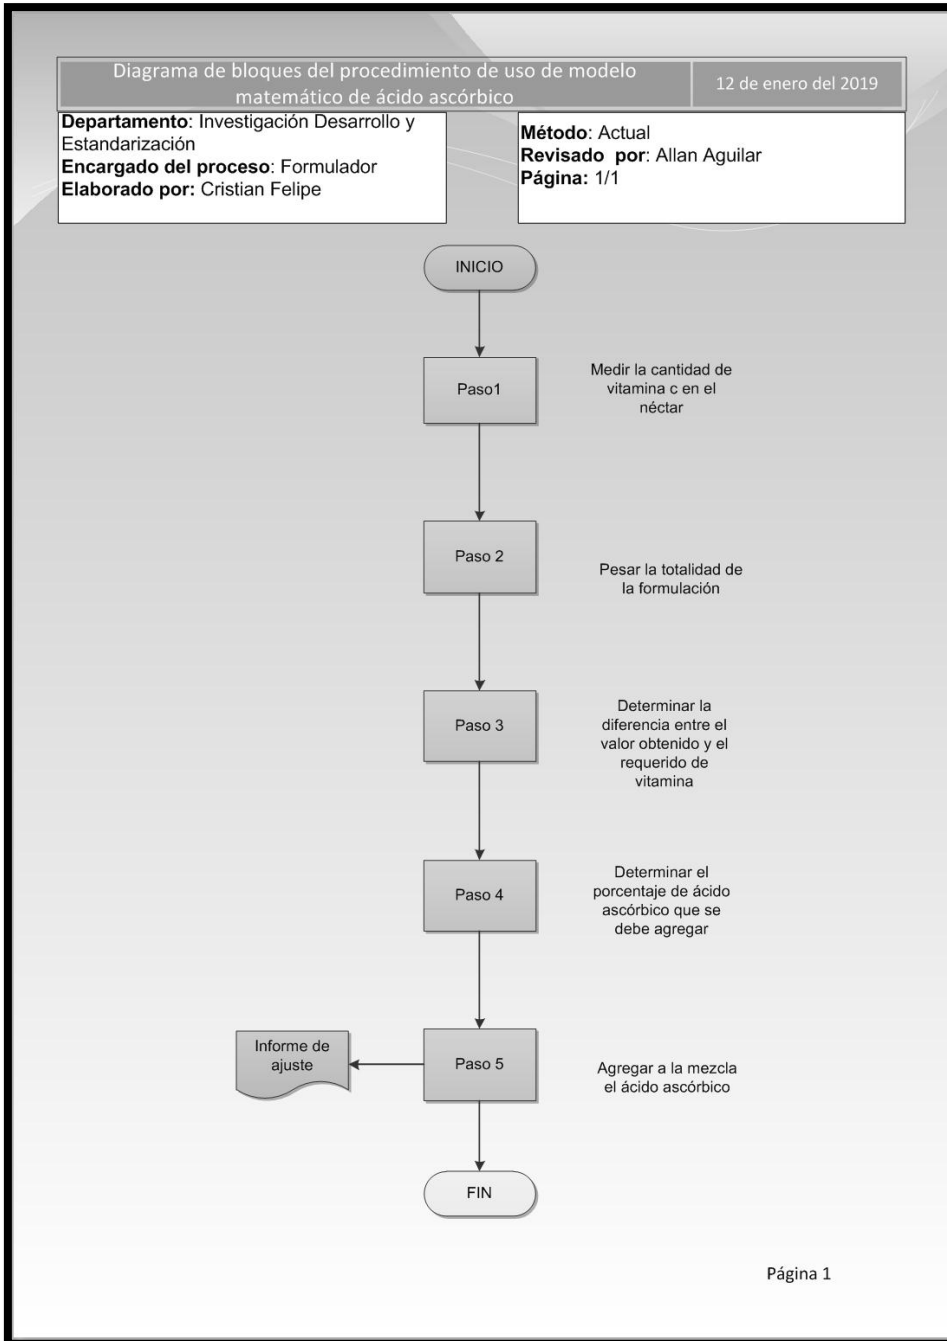 Diagrama de bloques del procedimiento de uso de modelo
matemático de ácido ascórbico
12 de enero del 2019
Departamento: Investigación Desarrollo y
Estandarización
Encargado del proceso: Formulador
Elaborado por: Cristian Felipe
Método: Actual
Revisado por: Allan Aguilar
Página: 1/1
INICIO
Paso1
Medir la cantidad de
vitamina c en el
néctar
Paso 2
Pesar la totalidad de
la formulación
Paso 3
Determinar la
diferencia entre el
valor obtenido y el
requerido de
vitamina
Paso 4
Determinar el
porcentaje de ácido
ascórbico que se
debe agregar
Informe de
ajuste
Paso 5
Agregar a la mezcla
el ácido ascórbico
FIN
Página 1